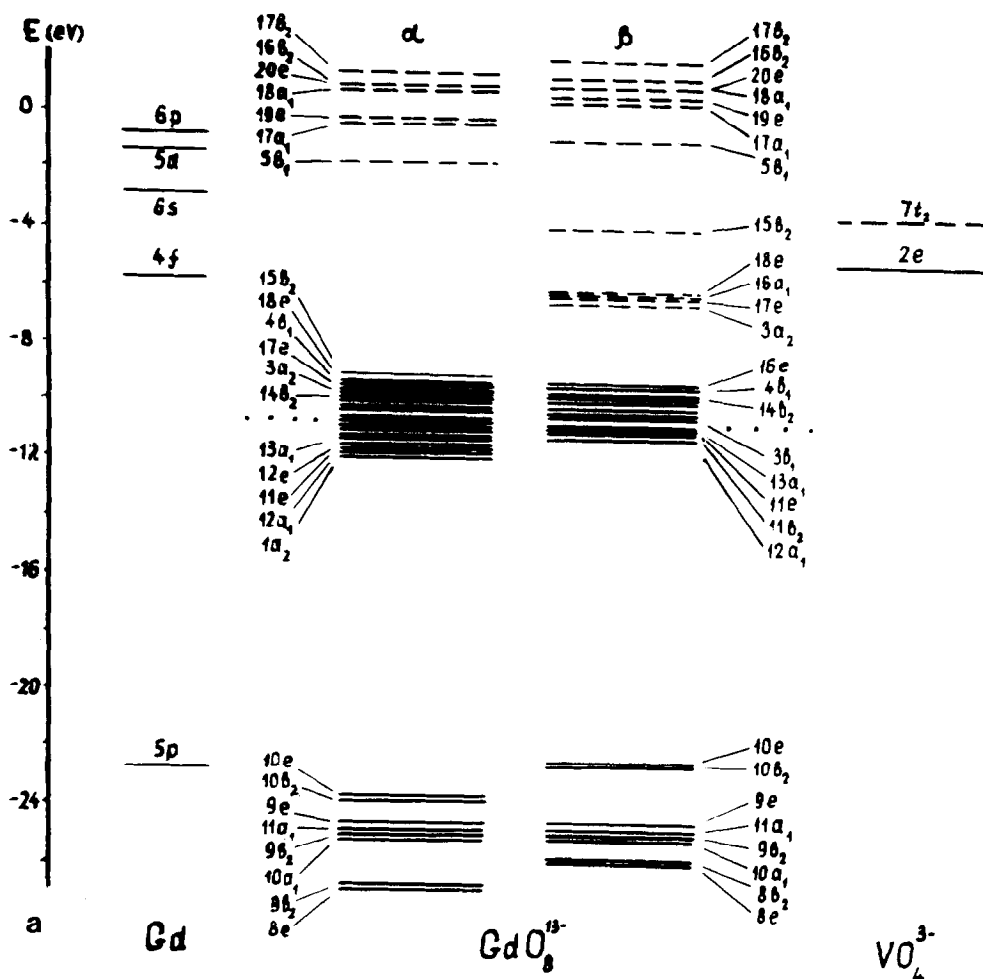 E (eV)
0
-4
-8
-12
-16
-20
-24
a
6p
5d
6s
4f
5p
Gd
α
17b₂
16b₂
20e
18a₁
19e
17a₁
5b₁
15b₂
18e
4b₁
17e
3a₂
14b₂
13a₁
12e
11e
12a₁
1a₂
10e
10b₂
9e
11a₁
9b₂
10a₁
9b₂
8e
β
17b₂
16b₂
20e
18a₁
19e
17a₁
5b₁
15b₂
18e
16a₁
17e
3a₂
16e
4b₁
14b₂
3b₁
13a₁
11e
11b₂
12a₁
10e
10b₂
9e
11a₁
9b₂
10a₁
8b₂
8e
GdO₈¹³⁻
7t₂
2e
VO₄³⁻